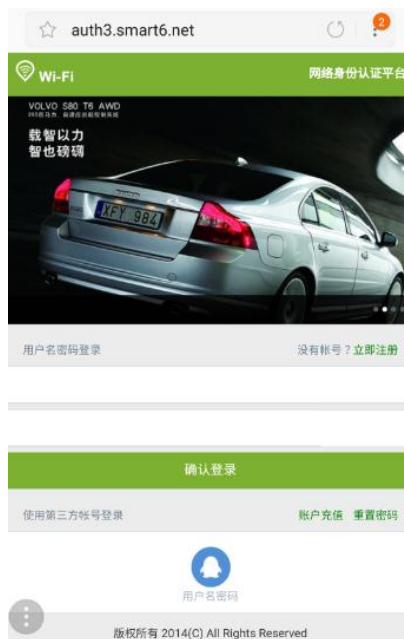 auth3.smart6.net
2
Wi-Fi
网络身份认证平台
VOLVO S80 T6 AWD
载智以力
智也磅礴
XFY 984
用户名密码登录
没有帐号？立即注册
确认登录
使用第三方帐号登录
账户充值 重置密码
用户名密码
版权所有 2014(C) All Rights Reserved